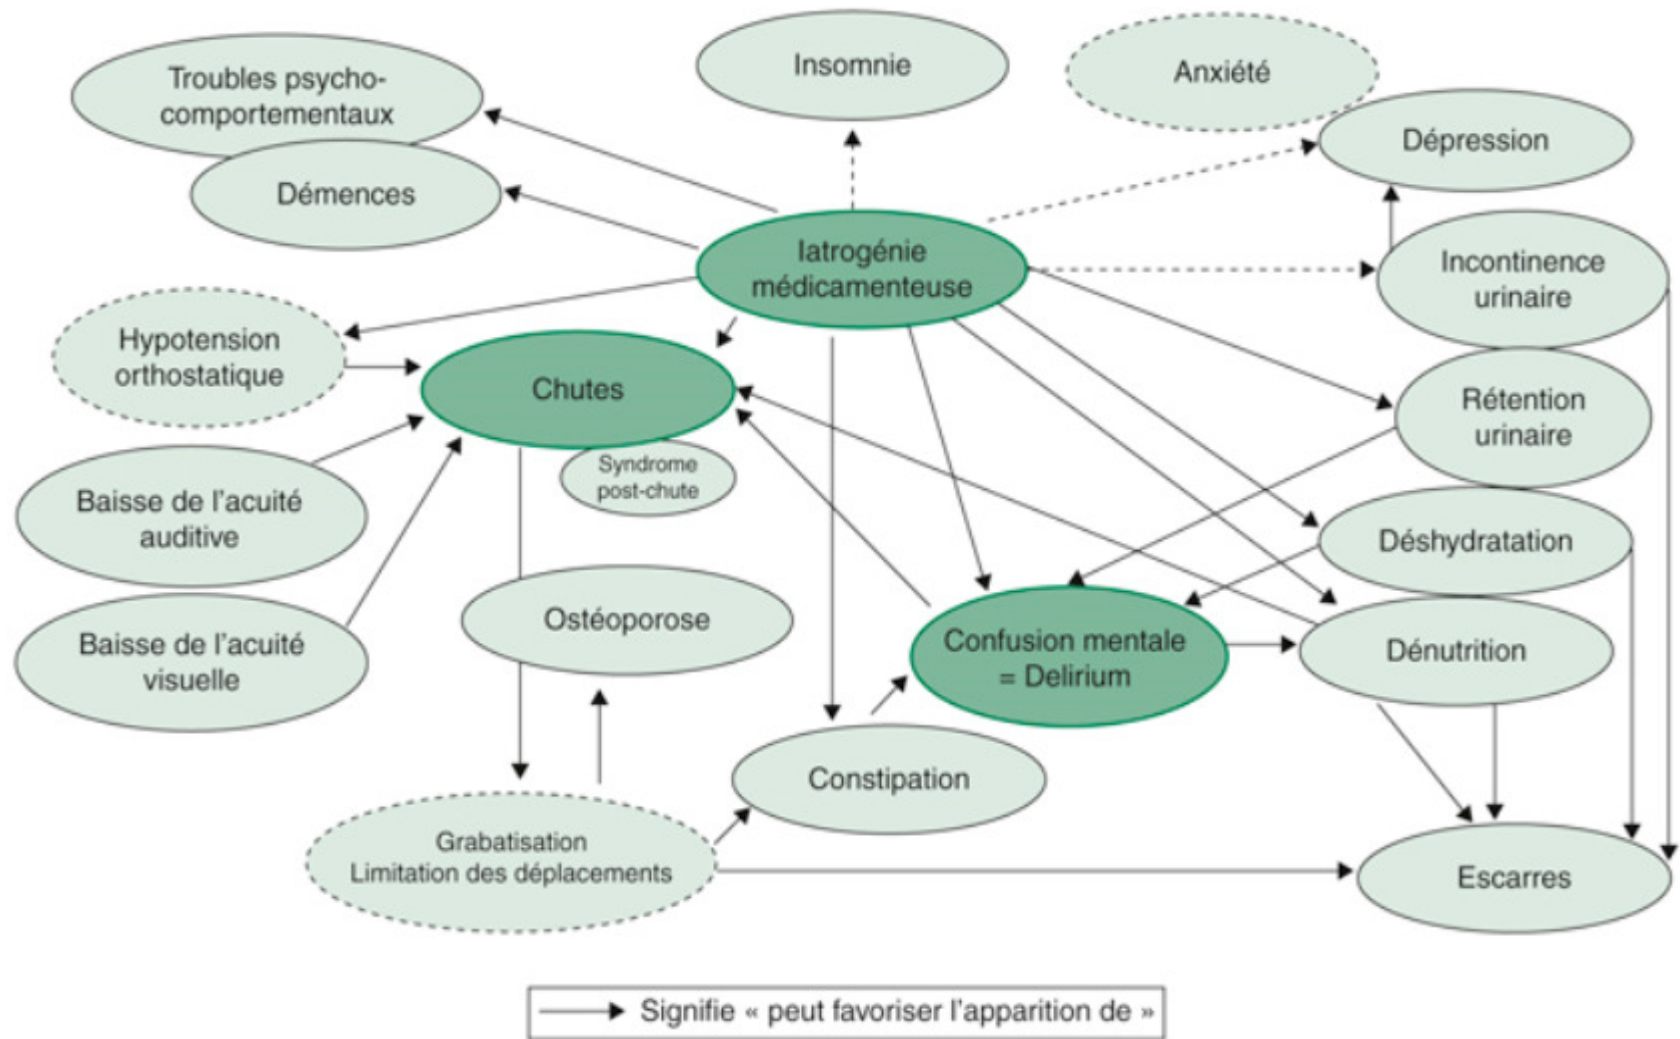 Troubles psycho-
comportementaux
Démences
Insomnie
Anxiété
Dépression
Iatrogénie
médicamenteuse
Incontinence
urinaire
Hypotension
orthostatique
Chutes
Syndrome
post-chute
Rétention
urinaire
Baisse de l’acuité
auditive
Déshydratation
Baisse de l’acuité
visuelle
Ostéoporose
Confusion mentale
= Delirium
Dénutrition
Constipation
Grabatisation
Limitation des déplacements
Escarres
Signifie « peut favoriser l’apparition de »